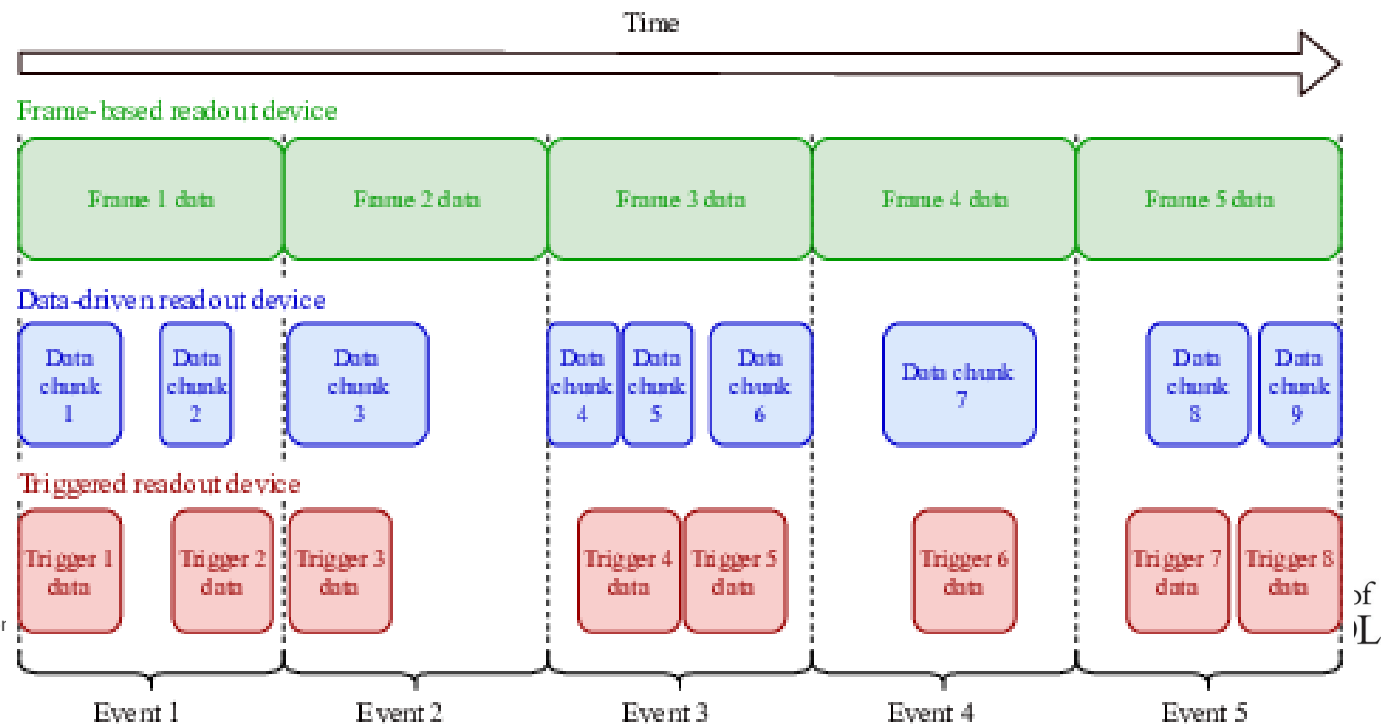 Time
Frame-based readout device
Frame 1 data
Frame 2 data
Frame 3 data
Frame 4 data
Frame 5 data
Data-driven readout device
Data
chunk
1
Data
chunk
2
Data
chunk
3
Data
chunk
4
Data
chunk
5
Data
chunk
6
Data chunk
7
Data
chunk
8
Data
chunk
9
Triggered readout device
Trigger 1
data
Trigger 2
data
Trigger 3
data
Trigger 4
data
Trigger 5
data
Trigger 6
data
Trigger 7
data
Trigger 8
data
of
r
Event 1
Event 2
Event 3
Event 4
Event 5